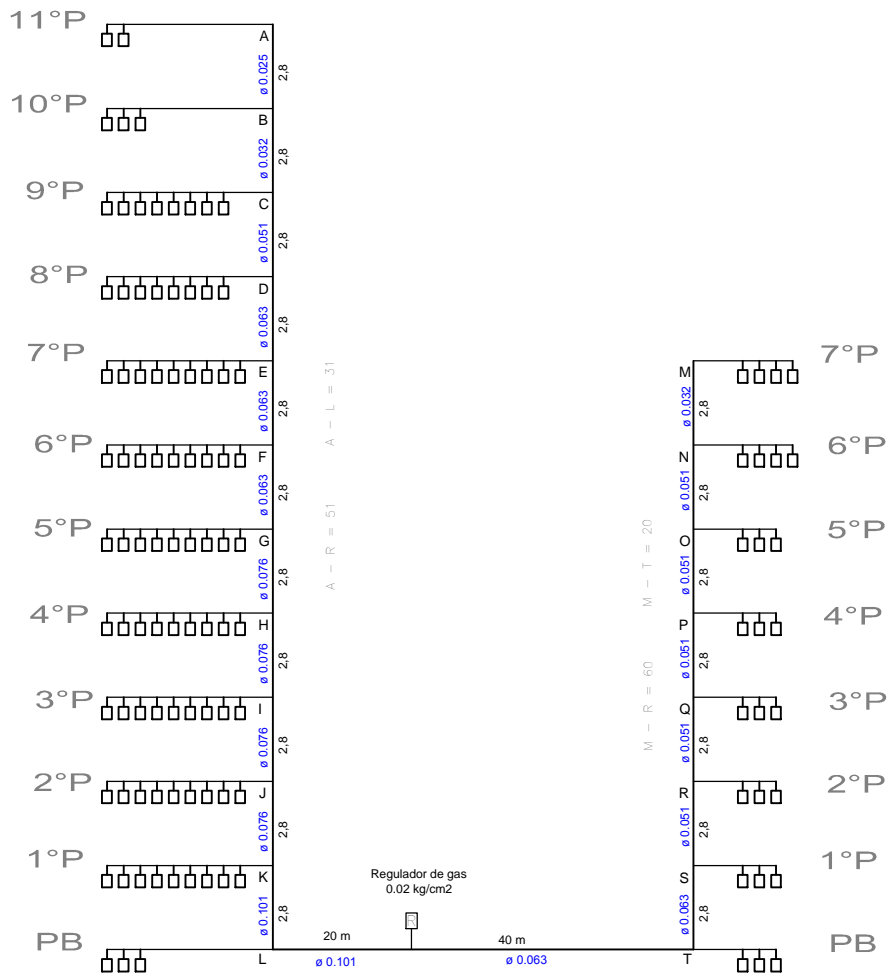 11°P
A
ø 0.025
2,8
10°P
B
ø 0.032
2,8
9°P
C
ø 0.051
2,8
8°P
D
ø 0.063
2,8
7°P
E
ø 0.063
2,8
A - L = 31
M
ø 0.032
2,8
7°P
6°P
F
ø 0.063
2,8
N
ø 0.051
2,8
6°P
5°P
G
ø 0.076
2,8
A - R = 51
M - T = 20
O
ø 0.051
2,8
5°P
4°P
H
ø 0.076
2,8
P
ø 0.051
2,8
4°P
3°P
I
ø 0.076
2,8
M - R = 60
Q
ø 0.051
2,8
3°P
2°P
J
ø 0.076
2,8
R
ø 0.051
2,8
2°P
1°P
K
ø 0.101
2,8
Regulador de gas
0.02 kg/cm2
R
S
ø 0.063
2,8
1°P
PB
L
20 m
ø 0.101
40 m
ø 0.063
T
PB